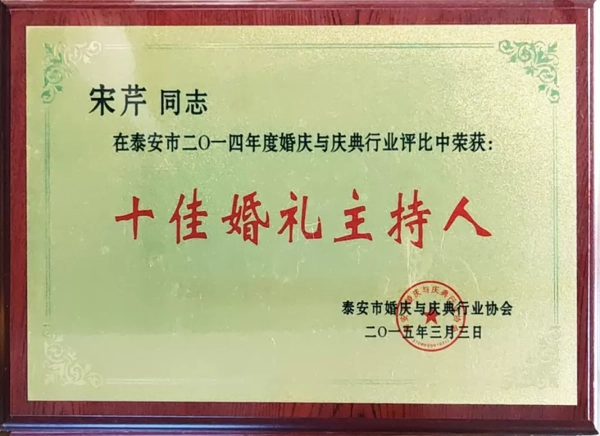 宋芹 同志
在泰安市二〇一四年度婚庆与庆典行业评比中荣获：
十佳婚礼主持人
泰安市婚庆与庆典行业协会
二〇一五年三月三日